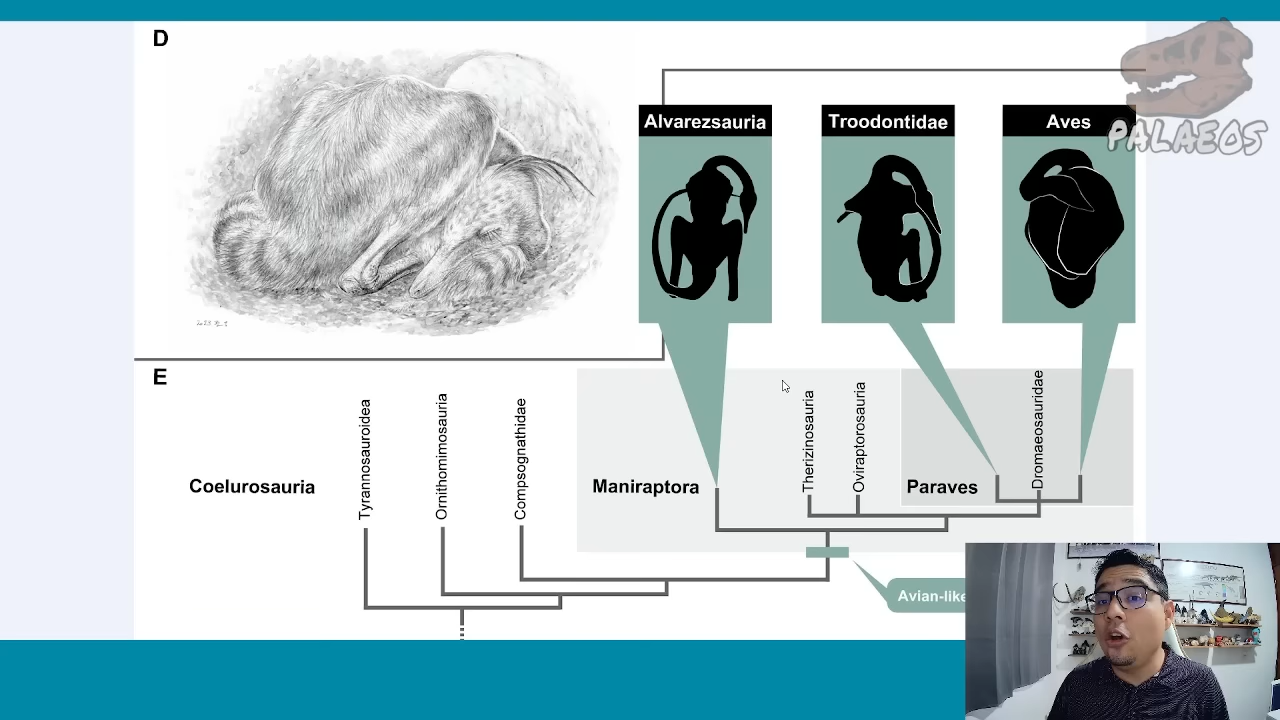 D
PALAEOS
Alvarezsauria
Troodontidae
Aves
E
Tyrannosauroidea
Ornithomimosauria
Compsognathidae
Therizinosauria
Oviraptorosauria
Dromaeosauridae
Coelurosauria
Maniraptora
Paraves
Avian-like